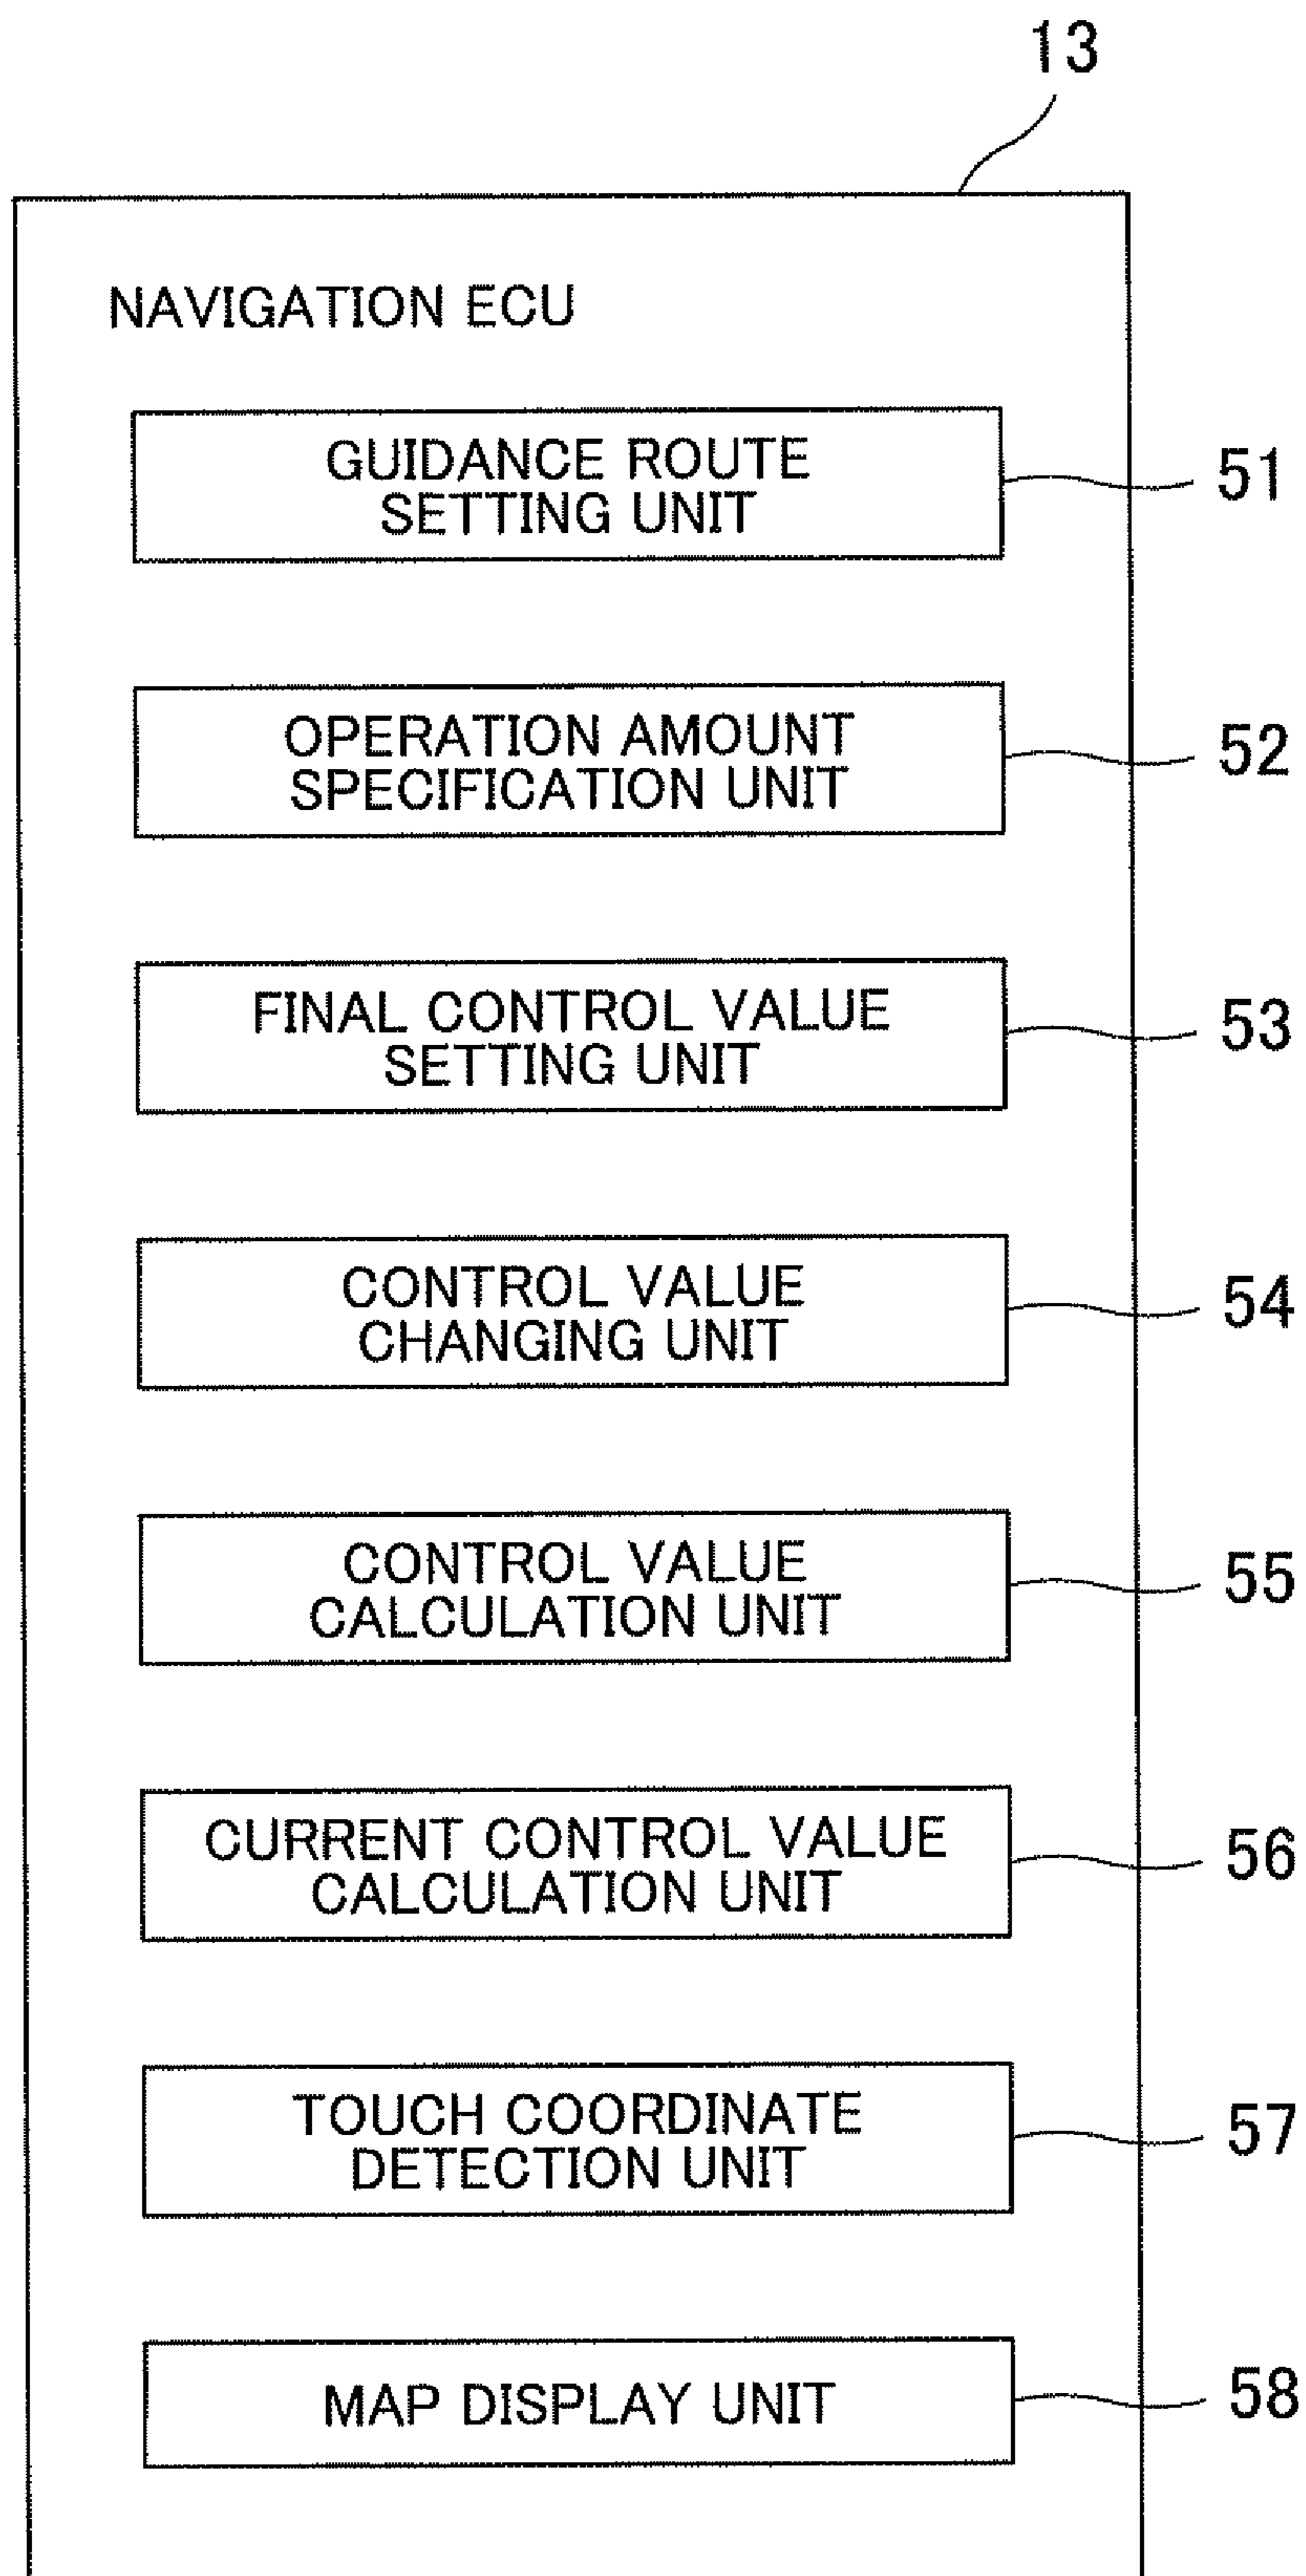 13
NAVIGATION ECU
GUIDANCE ROUTE
SETTING UNIT
51
OPERATION AMOUNT
SPECIFICATION UNIT
52
FINAL CONTROL VALUE
SETTING UNIT
53
CONTROL VALUE
CHANGING UNIT
54
CONTROL VALUE
CALCULATION UNIT
55
CURRENT CONTROL VALUE
CALCULATION UNIT
56
TOUCH COORDINATE
DETECTION UNIT
57
MAP DISPLAY UNIT
58